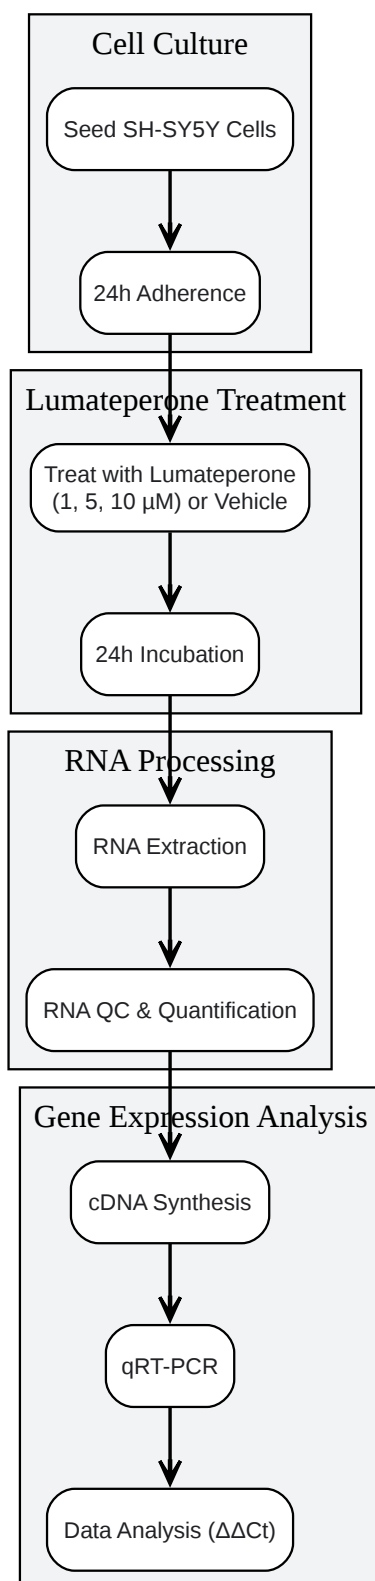 Cell Culture
Seed SH-SY5Y Cells
24h Adherence
Lumateperone Treatment
Treat with Lumateperone
(1, 5, 10 µM) or Vehicle
24h Incubation
RNA Processing
RNA Extraction
RNA QC & Quantification
Gene Expression Analysis
cDNA Synthesis
qRT-PCR
Data Analysis (ΔΔCt)